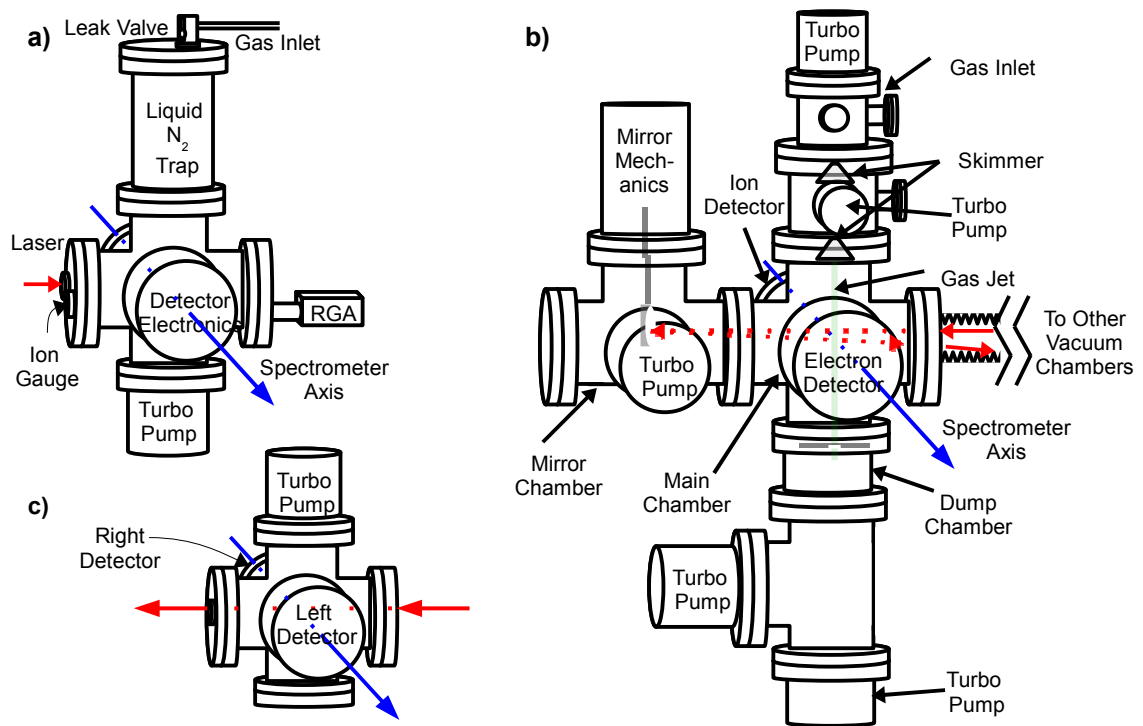 a)
Leak Valve
Gas Inlet
Liquid
N2
Trap
Laser
Detector
Electronics
RGA
Ion
Gauge
Spectrometer
Axis
Turbo
Pump
b)
Turbo
Pump
Gas Inlet
Mirror
Mech-
anics
Skimmer
Ion
Detector
Turbo
Pump
Gas Jet
To Other
Vacuum
Chambers
Turbo
Pump
Electron
Detector
Spectrometer
Axis
Mirror
Chamber
Main
Chamber
Dump
Chamber
Turbo
Pump
Turbo
Pump
c)
Turbo
Pump
Right
Detector
Left
Detector